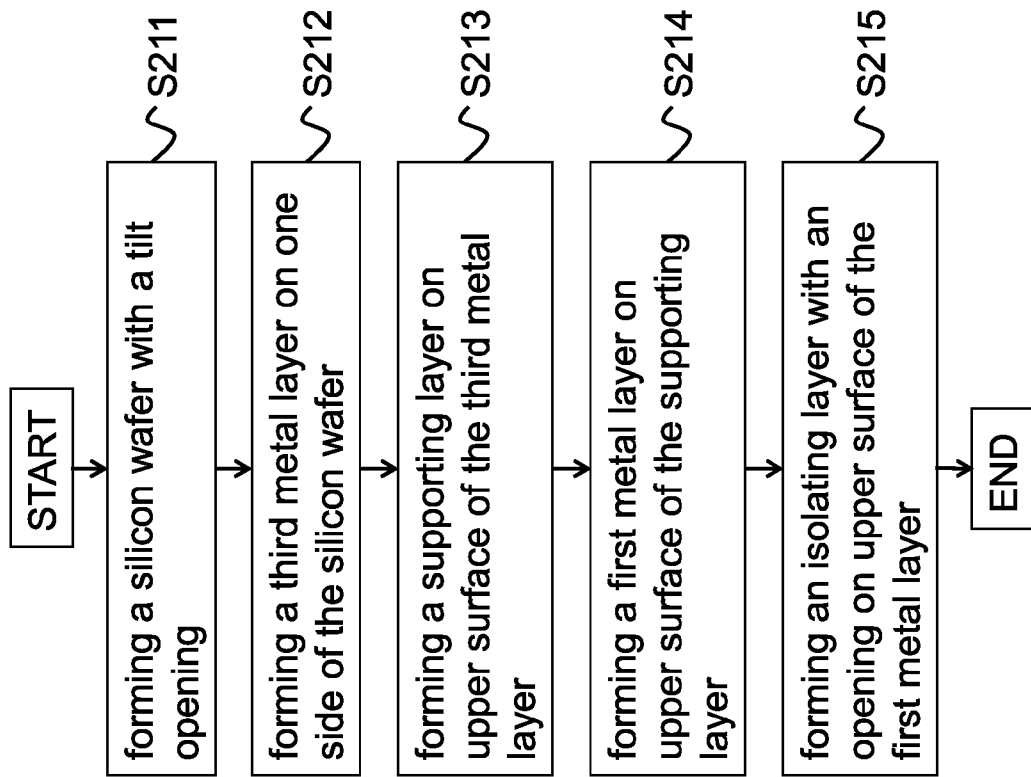 START
forming a silicon wafer with a tilt
opening
S211
forming a third metal layer on one
side of the silicon wafer
S212
forming a supporting layer on
upper surface of the third metal
layer
S213
forming a first metal layer on
upper surface of the supporting
layer
S214
forming an isolating layer with an
opening on upper surface of the
first metal layer
S215
END